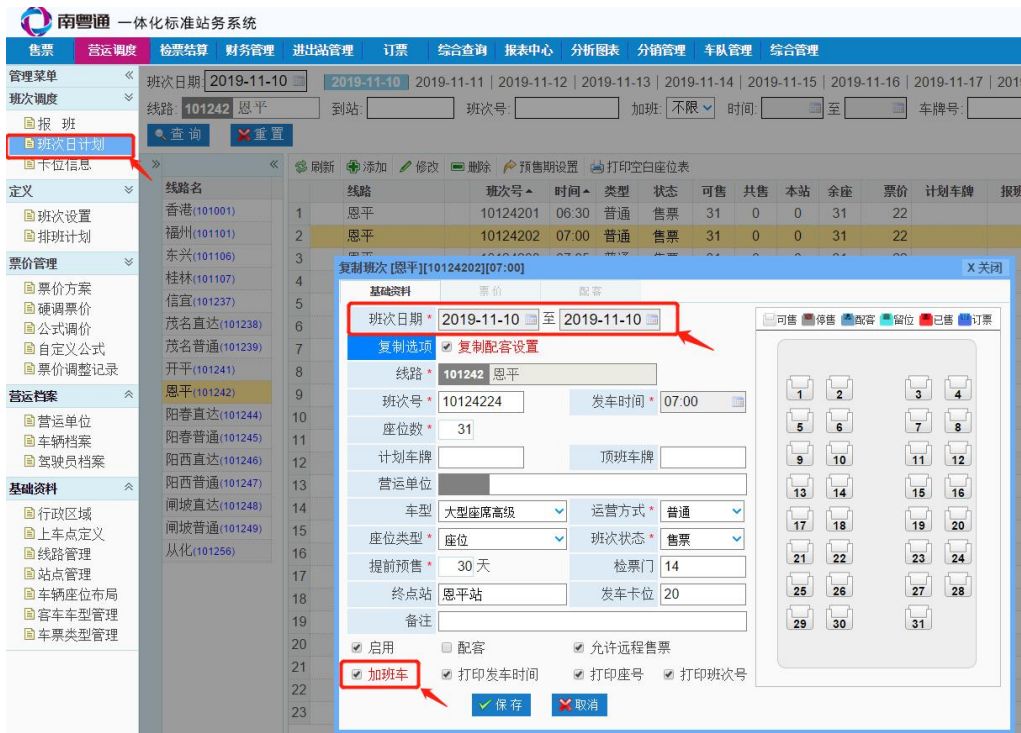 南粤通 一体化标准站务系统
售票 营运调度 检票结算 财务管理 进出站管理 订票 综合查询 报表中心 分析图表 分销管理 车队管理 综合管理
管理菜单
班次调度
报 班
班次日计划
卡位信息
定义
班次设置
排班计划
票价管理
票价方案
硬调票价
公式调价
自定义公式
票价调整记录
营运档案
营运单位
车辆档案
驾驶员档案
基础资料
行政区域
上车点定义
线路管理
站点管理
车辆座位布局
客车车型管理
车票类型管理
班次日期: 2019-11-10 2019-11-10 2019-11-11 | 2019-11-12 | 2019-11-13 | 2019-11-14 | 2019-11-15 | 2019-11-16 | 2019-11-17 | 201
线路: 101242 恩平 到站: 班次号: 加班: 不限 时间: 至 车牌号:
查 询 重 置
刷新 添加 修改 删除 预售期设置 打印空白座位表
线路名
香港(101001)
福州(101101)
东兴(101106)
桂林(101107)
信宜(101237)
茂名直达(101238)
茂名普通(101239)
开平(101241)
恩平(101242)
阳春直达(101244)
阳春普通(101245)
阳西直达(101246)
阳西普通(101247)
闸坡直达(101248)
闸坡普通(101249)
从化(101256)
线路 班次号 时间 类型 状态 可售 共售 本站 余座 票价 计划车牌 报班
1 恩平 10124201 06:30 普通 售票 31 0 0 31 22
2 恩平 10124202 07:00 普通 售票 31 0 0 31 22
3
4
5
6
7
8
9
10
11
12
13
14
15
16
17
18
19
20
21
22
23
复制班次 [恩平][10124202][07:00] X 关闭
基础资料 票价 配客
班次日期 * 2019-11-10 至 2019-11-10
复制选项 复制配客设置
线路 * 101242 恩平
班次号 * 10124224 发车时间 * 07:00
座位数 * 31
计划车牌 顶班车牌
营运单位
车型 大型座席高级 运营方式 * 普通
座位类型 * 座位 班次状态 * 售票
提前预售 * 30 天 检票门 14
终点站 恩平站 发车卡位 20
备注
启用 配客 允许远程售票
加班车 打印发车时间 打印座号 打印班次号
保 存 取消
可售 停售 配客 留位 已售 订票
1 2 3 4
5 6 7 8
9 10 11 12
13 14 15 16
17 18 19 20
21 22 23 24
25 26 27 28
29 30 31